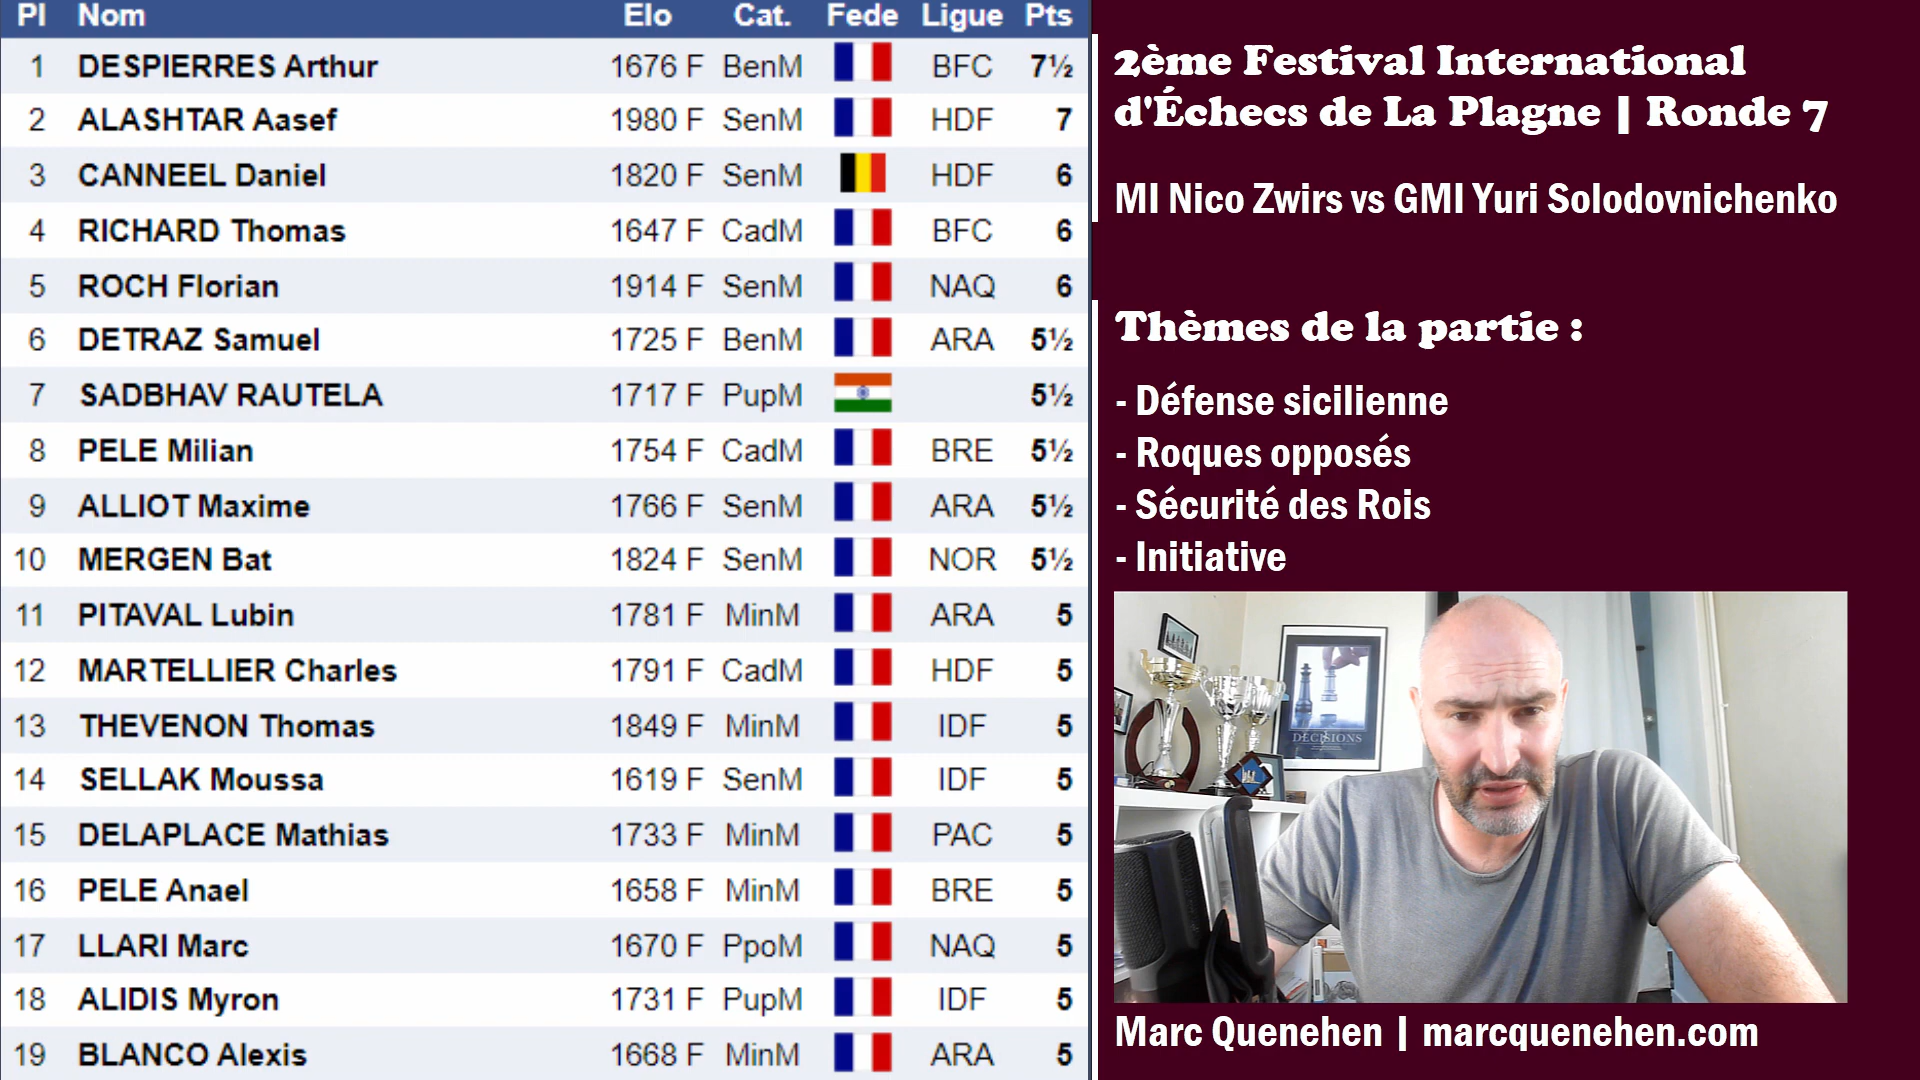 Pl Nom Elo Cat. Fede Ligue Pts
1 DESPIERRES Arthur 1676 F BenM BFC 7½
2 ALASHTAR Aasef 1980 F SenM HDF 7
3 CANNEEL Daniel 1820 F SenM HDF 6
4 RICHARD Thomas 1647 F CadM BFC 6
5 ROCH Florian 1914 F SenM NAQ 6
6 DETRAZ Samuel 1725 F BenM ARA 5½
7 SADBHAV RAUTELA 1717 F PupM 5½
8 PELE Milian 1754 F CadM BRE 5½
9 ALLIOT Maxime 1766 F SenM ARA 5½
10 MERGEN Bat 1824 F SenM NOR 5½
11 PITAVAL Lubin 1781 F MinM ARA 5
12 MARTELLIER Charles 1791 F CadM HDF 5
13 THEVENON Thomas 1849 F MinM IDF 5
14 SELLAK Moussa 1619 F SenM IDF 5
15 DELAPLACE Mathias 1733 F MinM PAC 5
16 PELE Anael 1658 F MinM BRE 5
17 LLARI Marc 1670 F PpoM NAQ 5
18 ALIDIS Myron 1731 F PupM IDF 5
19 BLANCO Alexis 1668 F MinM ARA 5
2ème Festival International
d'Échecs de La Plagne | Ronde 7
MI Nico Zwirs vs GMI Yuri Solodovnichenko
Thèmes de la partie :
- Défense sicilienne
- Roques opposés
- Sécurité des Rois
- Initiative
DECISIONS
Marc Quenehen | marcquenehen.com